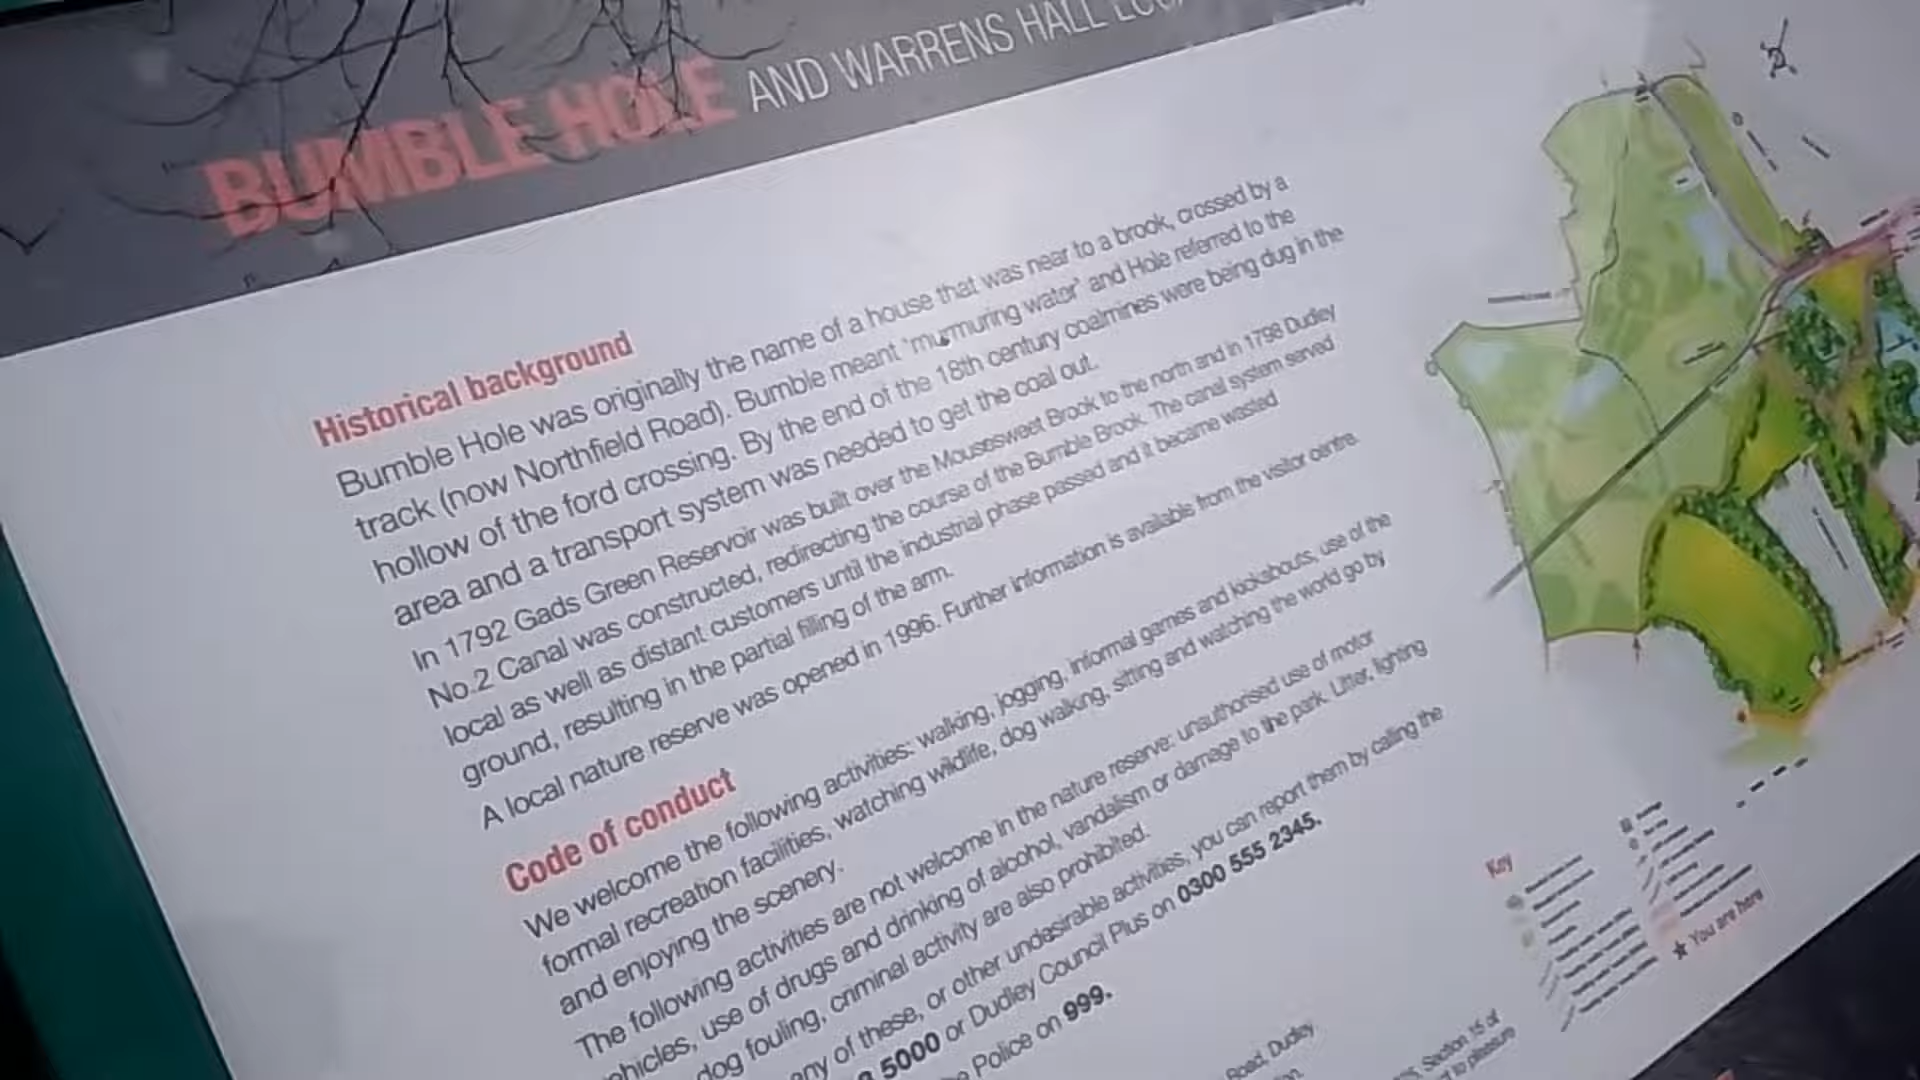 BUMBLE HOLE AND WARRENS HALL
Historical background
Bumble Hole was originally the name of a house that was near to a brook, crossed by a
track (now Northfield Road). Bumble meant 'murmuring water' and Hole referred to the
hollow of the ford crossing. By the end of the 18th century coalmines were being dug in the
area and a transport system was needed to get the coal out.
In 1792 Gads Green Reservoir was built over the Mousesweet Brook to the north and in 1798 Dudley
No.2 Canal was constructed, redirecting the course of the Bumble Brook. The canal system served
local as well as distant customers until the industrial phase passed and it became wasted
ground, resulting in the partial filling of the arm.
A local nature reserve was opened in 1996. Further information is available from the visitor centre.
Code of conduct
We welcome the following activities: walking, jogging, informal games and kickabouts, use of the
formal recreation facilities, watching wildlife, dog walking, sitting and watching the world go by
and enjoying the scenery.
The following activities are not welcome in the nature reserve: unauthorised use of motor
ehicles, use of drugs and drinking of alcohol, vandalism or damage to the park. Litter, lighting
dog fouling, criminal activity are also prohibited.
any of these, or other undesirable activities, you can report them by calling the
5000 or Dudley Council Plus on 0300 555 2345.
Police on 999.
Road, Dudley
Section 15 of
to pleasure
Key
You are here